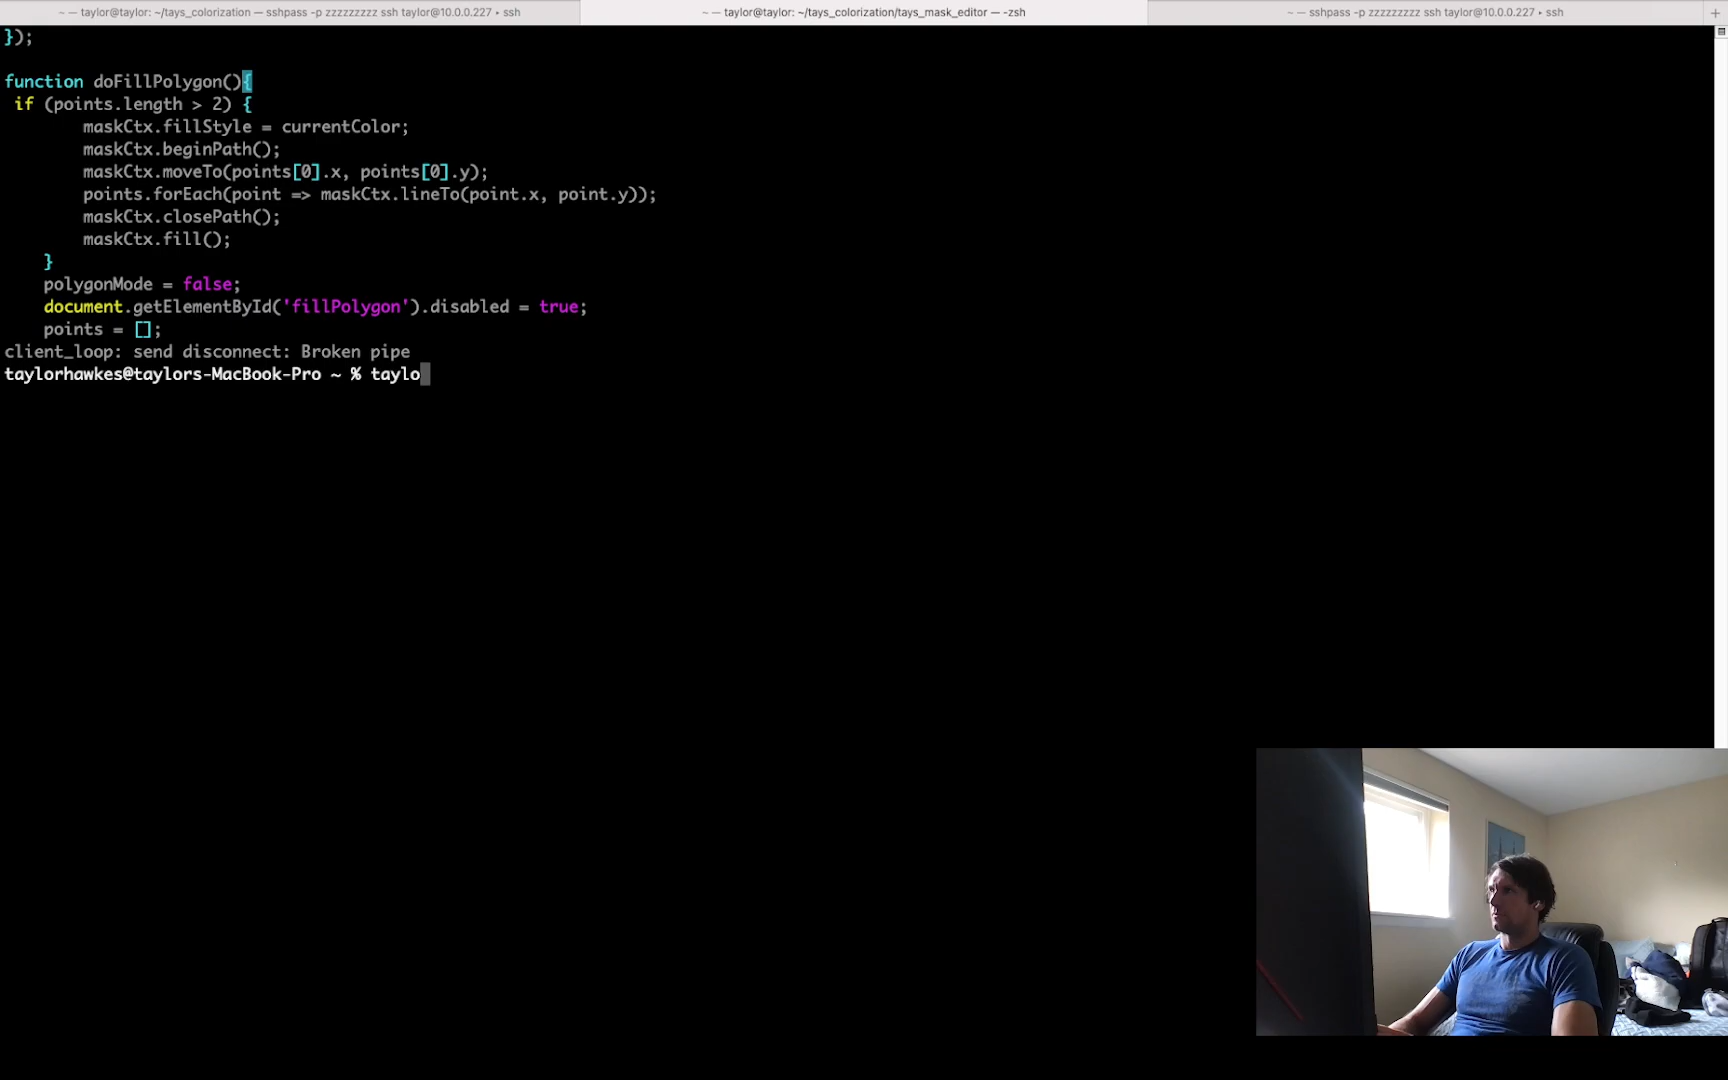 ~ — taylor@taylor: ~/tays_colorization — sshpass -p zzzzzzzzz ssh taylor@10.0.0.227 ▸ ssh
~ — taylor@taylor: ~/tays_colorization/tays_mask_editor — -zsh
~ — sshpass -p zzzzzzzzz ssh taylor@10.0.0.227 ▸ ssh
});
function doFillPolygon(){
if (points.length > 2) {
maskCtx.fillStyle = currentColor;
maskCtx.beginPath();
maskCtx.moveTo(points[0].x, points[0].y);
points.forEach(point => maskCtx.lineTo(point.x, point.y));
maskCtx.closePath();
maskCtx.fill();
}
polygonMode = false;
document.getElementById('fillPolygon').disabled = true;
points = [];
client_loop: send disconnect: Broken pipe
taylorhawkes@taylors-MacBook-Pro ~ % taylo